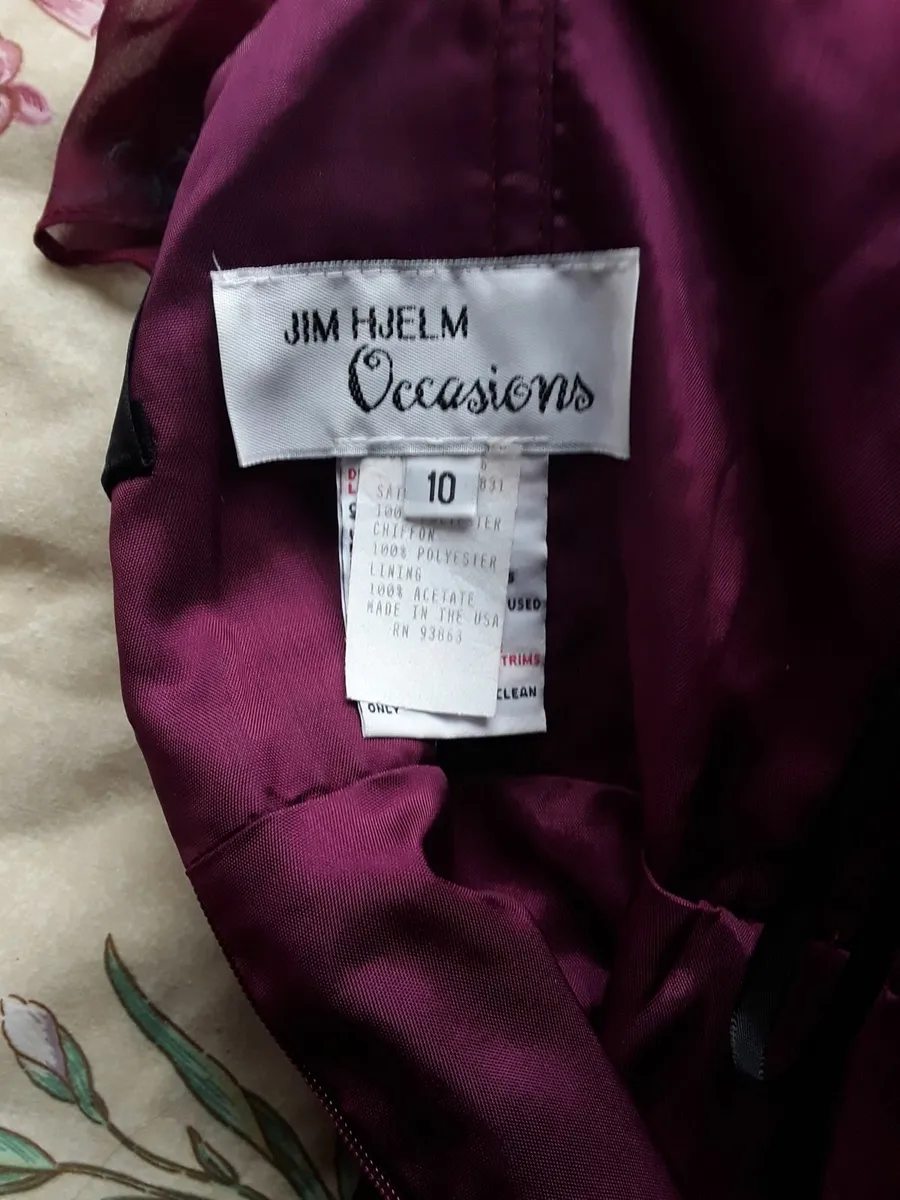 JIM HJELM
Occasions
10
831
CHIFFON
100% POLYESTER
LINING
100% ACETATE
MADE IN THE USA
RN 93863
USED
TRIMS
CLEAN
ONLY